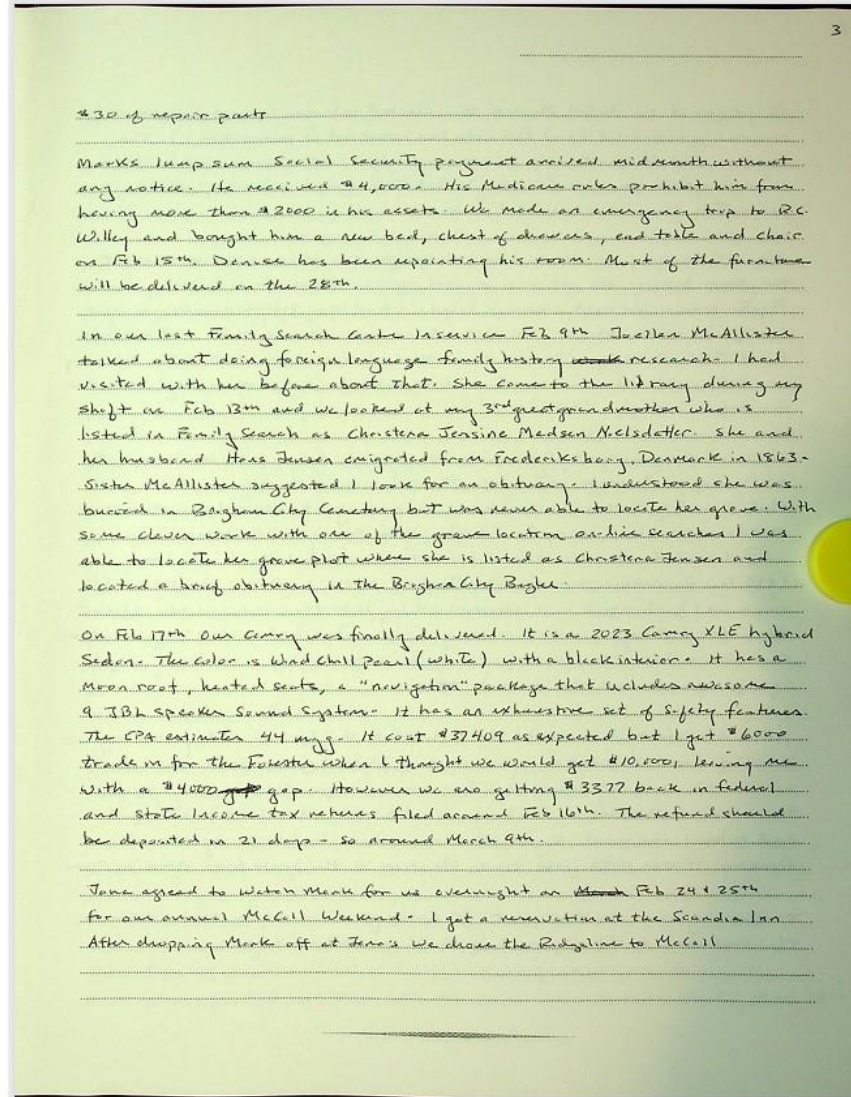 3
$30 of repair parts
Marks lump sum Social Security payment arrived mid month without
any notice. He received $4,000. His Medicare rules prohibit him from
having more than $2000 in his assets. We made an emergency trip to R.C.
Willey and bought him a new bed, chest of drawers, end table and chair
on Feb 15th. Denise has been repainting his room. Most of the furniture
will be delivered on the 28th.
In our last Family Search Center Inservice Feb 9th McAllister
talked about doing foreign language family history research. I had
visited with her before about that. She came to the library during my
shift on Feb 13th and we looked at my 3rd great grandmother who is
listed in Family Search as Christena Jensine Madsen Nielsdatter. She and
her husband Hans Jensen emigrated from Frederiksborg, Denmark in 1863.
Sister McAllister suggested I look for an obituary. I understood she was
buried in Brigham City Cemetery but was never able to locate her grave. With
some clever work with one of the grave location on-line searches I was
able to locate her grave plot where she is listed as Christena Jensen and
located a brief obituary in The Brigham City Bugler.
On Feb 17th Our Camry was finally delivered. It is a 2023 Camry XLE hybrid
Sedan. The color is Wind Chill pearl (white) with a black interior. It has a
Moon roof, heated seats, a "navigation" package that includes awesome
9 JBL speaker Sound System. It has an exhaustive set of safety features.
The EPA estimates 44 mpg. It cost $37409 as expected but I got $6000
trade in for the Forester when I thought we would get $10,000, leaving me
with a $4000 gap. However we are getting $3377 back in federal
and State Income tax returns filed around Feb 16th. The refund should
be deposited in 21 days - so around March 9th.
Jana agreed to Watch Mark for us overnight on Feb 24 & 25th
for our annual McCall Weekend. I got a reservation at the Scandia Inn
After dropping Mark off at Jana's we drove the Ridgeline to McCall